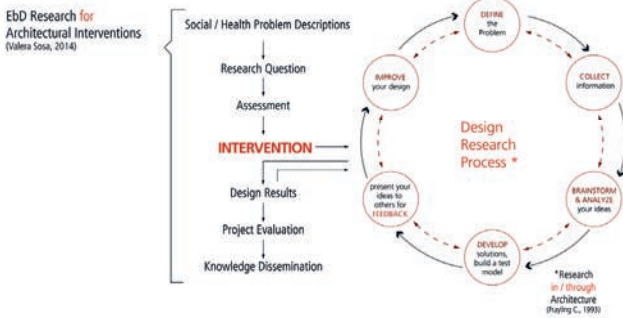 EbD Research for
Architectural Interventions
(Valera Sosa, 2014)
Social / Health Problem Descriptions
Research Question
Assessment
INTERVENTION
Design Results
Project Evaluation
Knowledge Dissemination
DEFINE
the Problem
COLLECT
information
BRAINSTORM
& ANALYZE
your ideas
DEVELOP
solutions,
build a test
model
present your
ideas to
others for
FEEDBACK
IMPROVE
your design
Design
Research
Process *
*Research
in / through
Architecture
(Frayling C., 1993)